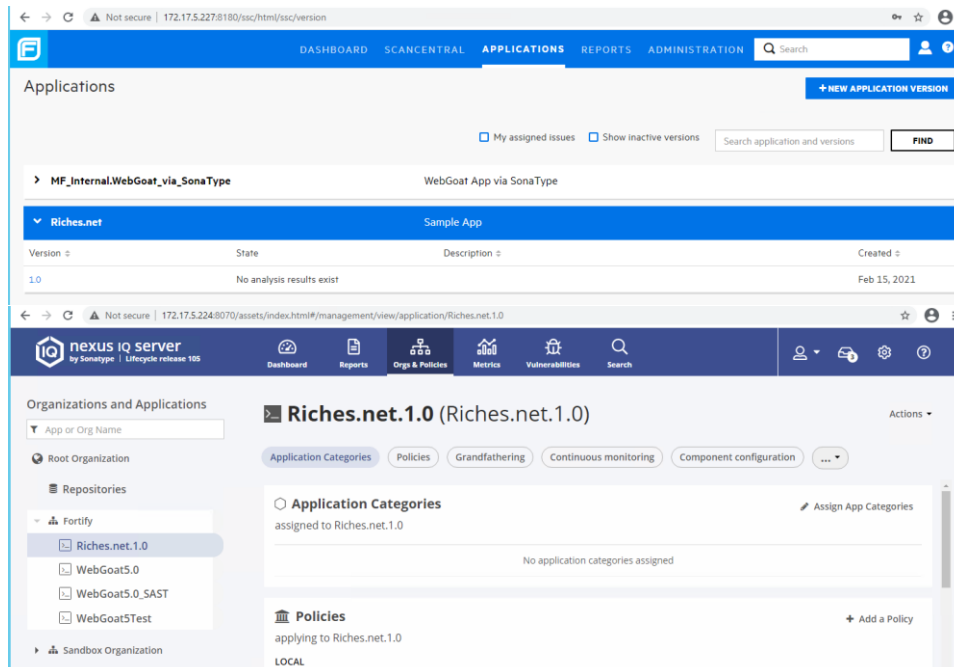 Not secure | 172.17.5.227:8180/ssc/html/ssc/version
DASHBOARD SCANCENTRAL APPLICATIONS REPORTS ADMINISTRATION Search
Applications
+ NEW APPLICATION VERSION
My assigned issues Show inactive versions Search application and versions FIND
MF_Internal.WebGoat_via_SonaType WebGoat App via SonaType
Riches.net Sample App
Version State Description Created
1.0 No analysis results exist Feb 15, 2021
Not secure | 172.17.5.224:8070/assets/index.html#/management/view/application/Riches.net.1.0
IQ nexus IQ server
by Sonatype | Lifecycle release 105
Dashboard Reports Orgs & Policies Metrics Vulnerabilities Search
3
Organizations and Applications
App or Org Name
Root Organization
Repositories
Fortify
Riches.net.1.0
WebGoat5.0
WebGoat5.0_SAST
WebGoat5Test
Sandbox Organization
Riches.net.1.0 (Riches.net.1.0)
Actions
Application Categories Policies Grandfathering Continuous monitoring Component configuration ...
Application Categories
Assign App Categories
assigned to Riches.net.1.0
No application categories assigned
Policies
+ Add a Policy
applying to Riches.net.1.0
LOCAL